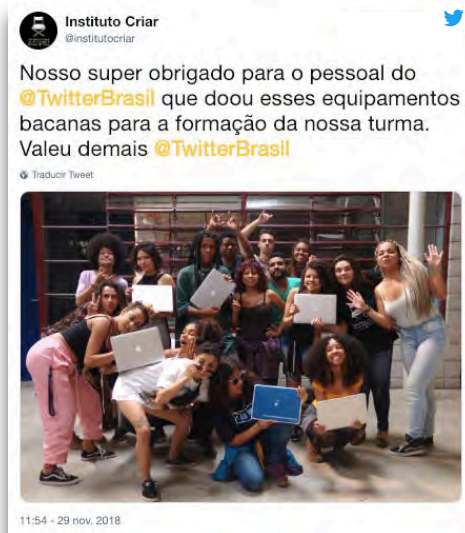 Instituto Criar
@institutocriar
Nosso super obrigado para o pessoal do
@TwitterBrasil que doou esses equipamentos
bacanas para a formação da nossa turma.
Valeu demais @TwitterBrasil
Traducir Tweet
11:54 - 29 nov. 2018